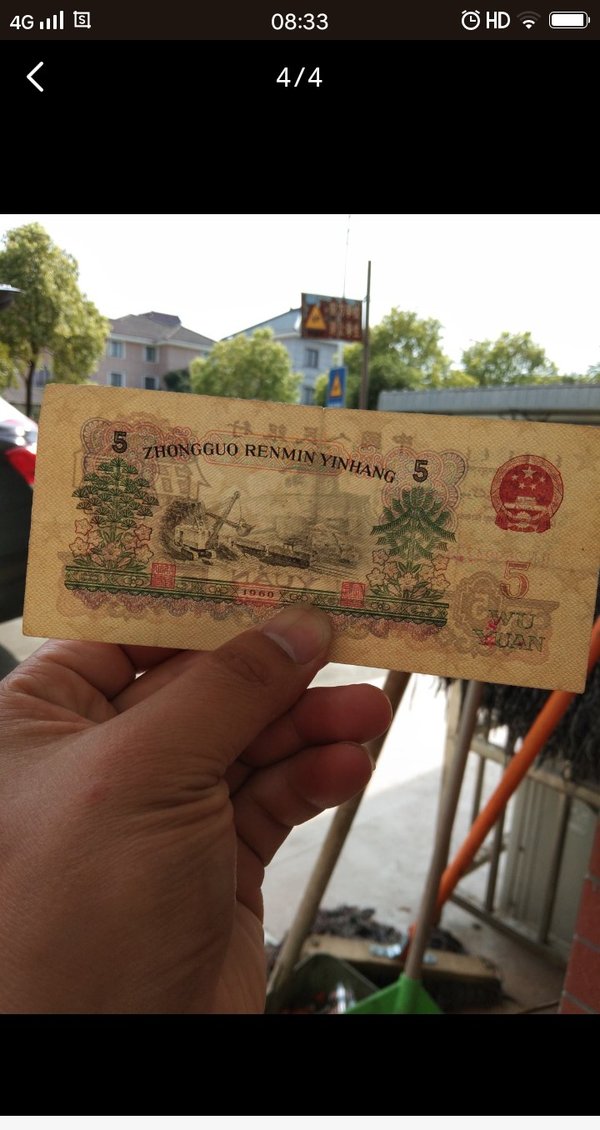 4G
08:33
HD
4/4
5
ZHONGGUO RENMIN YINHANG
5
5
1960
WU
YUAN